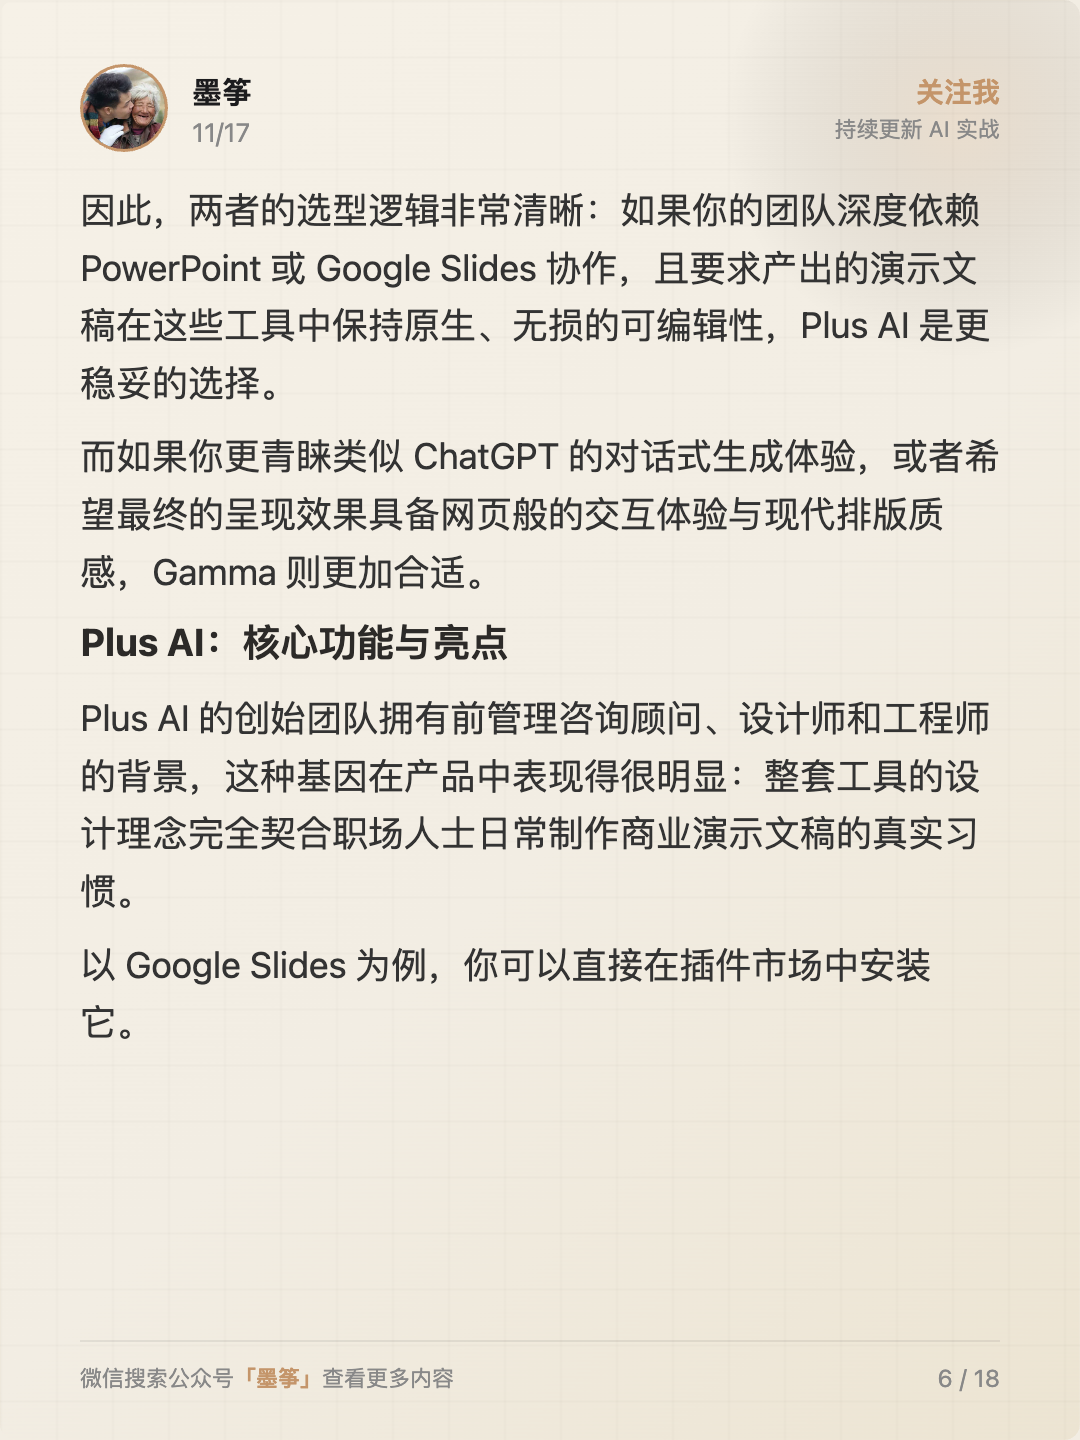 墨筝
11/17
关注我
持续更新 AI 实战
因此，两者的选型逻辑非常清晰：如果你的团队深度依赖
PowerPoint 或 Google Slides 协作，且要求产出的演示文
稿在这些工具中保持原生、无损的可编辑性，Plus AI 是更
稳妥的选择。
而如果你更青睐类似 ChatGPT 的对话式生成体验，或者希
望最终的呈现效果具备网页般的交互体验与现代排版质
感，Gamma 则更加合适。
Plus AI：核心功能与亮点
Plus AI 的创始团队拥有前管理咨询顾问、设计师和工程师
的背景，这种基因在产品中表现得很明显：整套工具的设
计理念完全契合职场人士日常制作商业演示文稿的真实习
惯。
以 Google Slides 为例，你可以直接在插件市场中安装
它。
微信搜索公众号「墨筝」查看更多内容
6 / 18